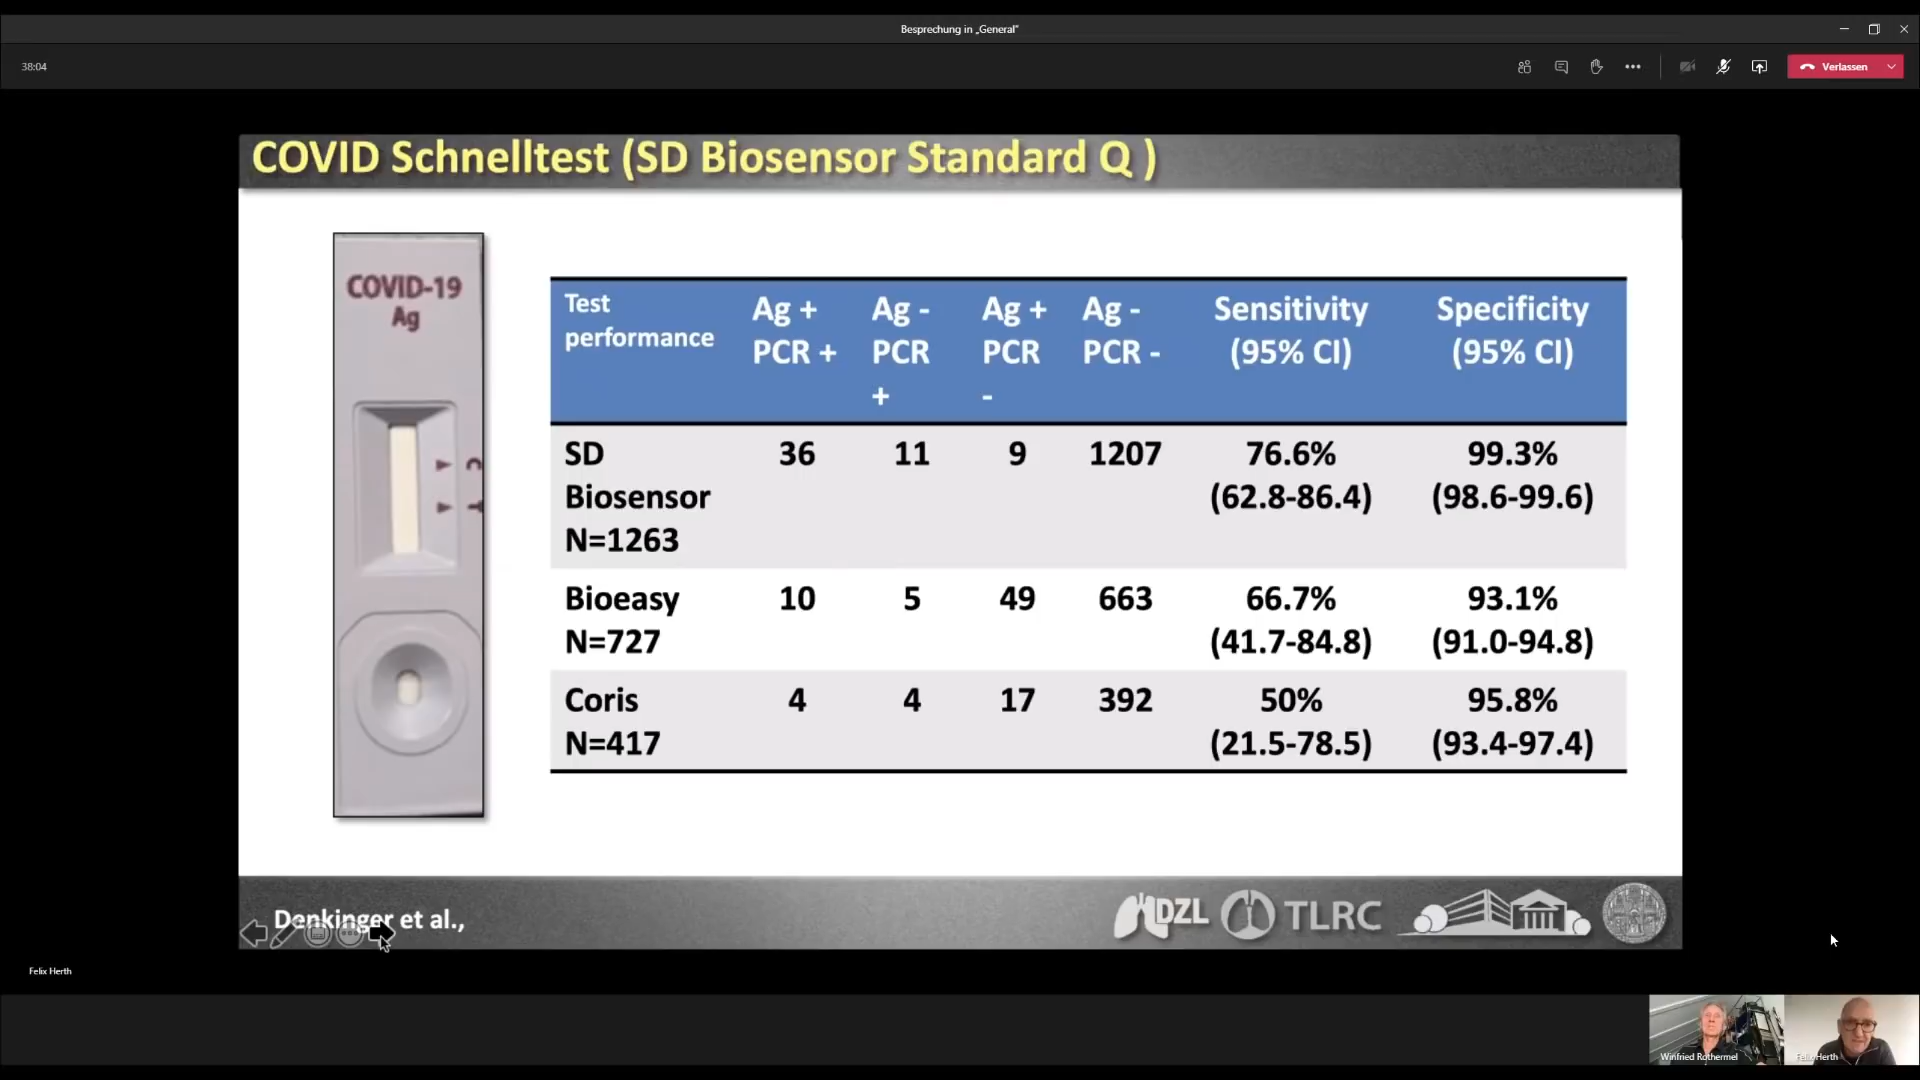 Besprechung in „General“
38:04
Verlassen
COVID Schnelltest (SD Biosensor Standard Q )
COVID-19
Ag
Test performance
Ag + PCR +
Ag - PCR +
Ag + PCR -
Ag - PCR -
Sensitivity (95% CI)
Specificity (95% CI)
SD Biosensor N=1263
36
11
9
1207
76.6% (62.8-86.4)
99.3% (98.6-99.6)
Bioeasy N=727
10
5
49
663
66.7% (41.7-84.8)
93.1% (91.0-94.8)
Coris N=417
4
4
17
392
50% (21.5-78.5)
95.8% (93.4-97.4)
Denkinger et al.,
DZL
TLRC
Felix Herth
Winfried Rothermel
Felix Herth